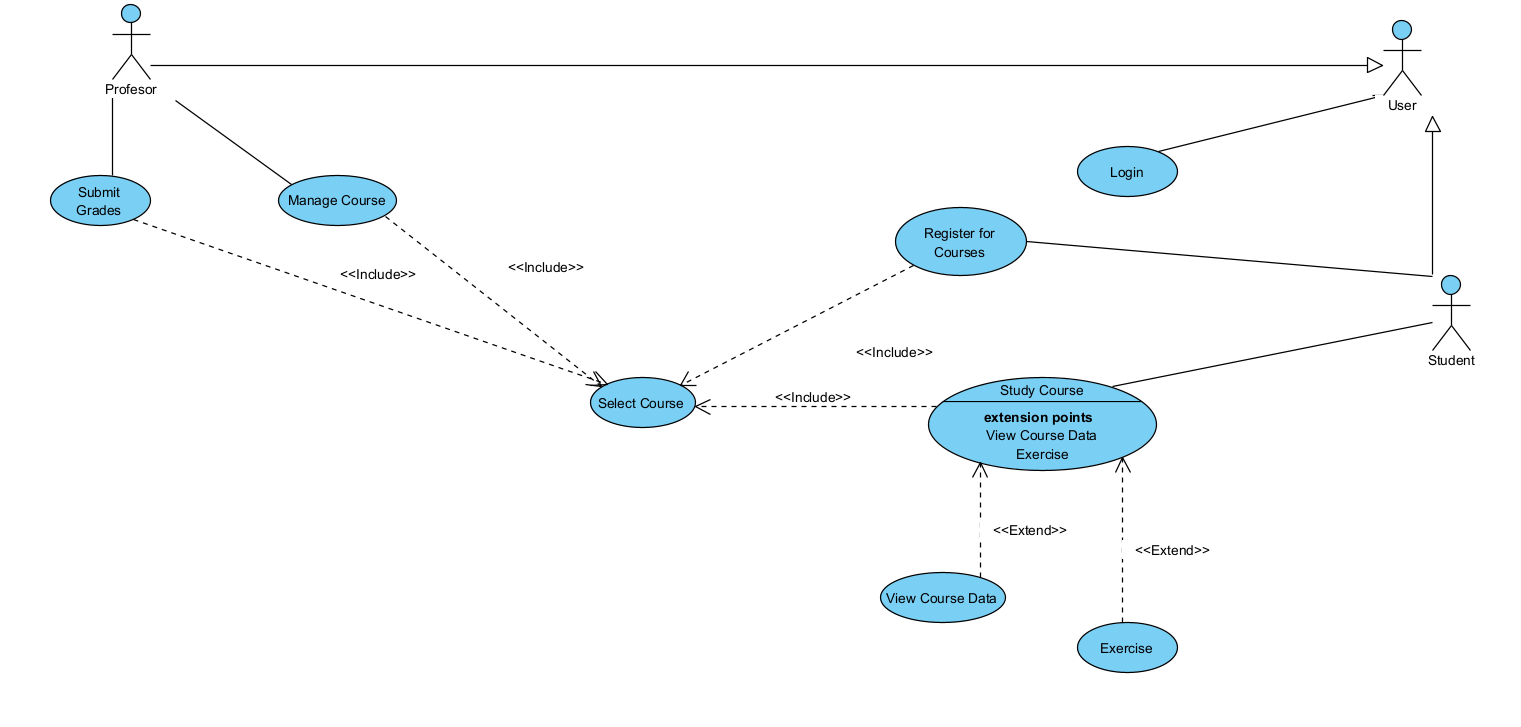 Profesor
User
Login
Submit
Grades
Manage Course
Register for
Courses
<<Include>>
<<Include>>
<<Include>>
Student
<<Include>>
Select Course
Study Course
extension points
View Course Data
Exercise
<<Extend>>
<<Extend>>
View Course Data
Exercise